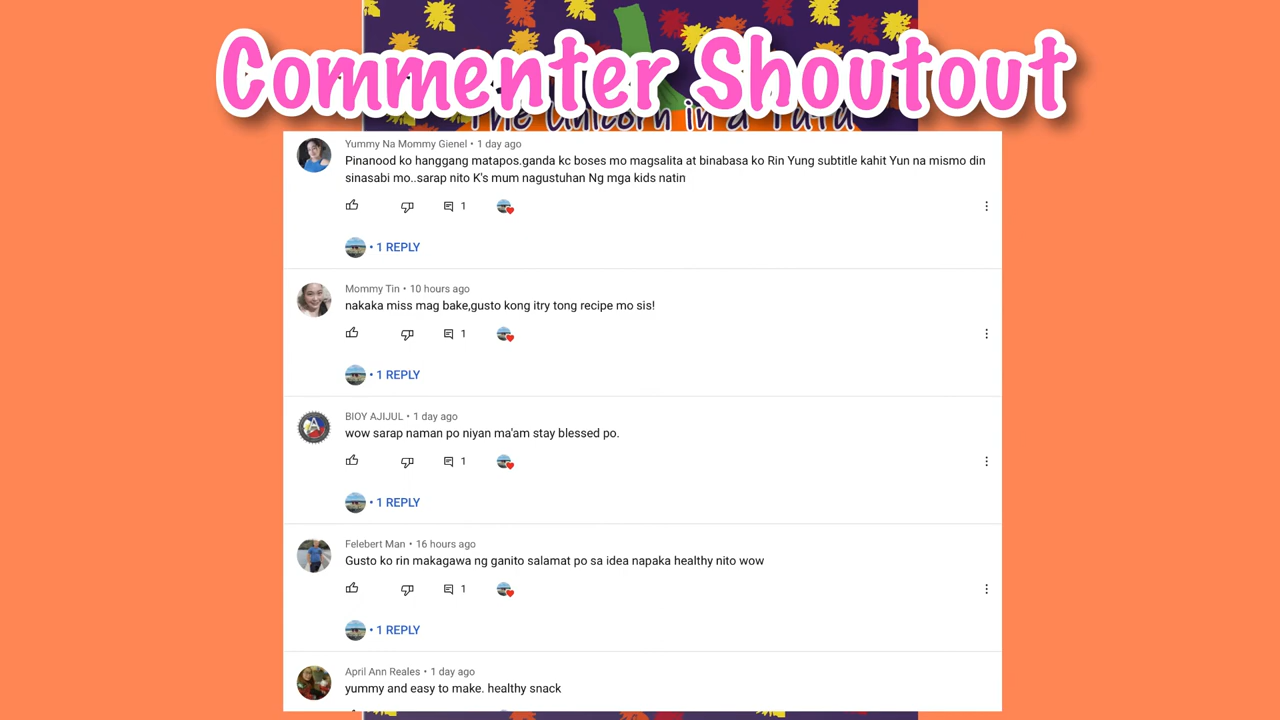 Commenter Shoutout
The Unicorn in a Tutu
Yummy Na Mommy Gienel • 1 day ago
Pinanood ko hanggang matapos.ganda kc boses mo magsalita at binabasa ko Rin Yung subtitle kahit Yun na mismo din
sinasabi mo..sarap nito K's mum nagustuhan Ng mga kids natin
1
• 1 REPLY
Mommy Tin • 10 hours ago
nakaka miss mag bake,gusto kong itry tong recipe mo sis!
1
• 1 REPLY
BIOY AJIJUL • 1 day ago
wow sarap naman po niyan ma'am stay blessed po.
1
• 1 REPLY
Felebert Man • 16 hours ago
Gusto ko rin makagawa ng ganito salamat po sa idea napaka healthy nito wow
1
• 1 REPLY
April Ann Reales • 1 day ago
yummy and easy to make. healthy snack